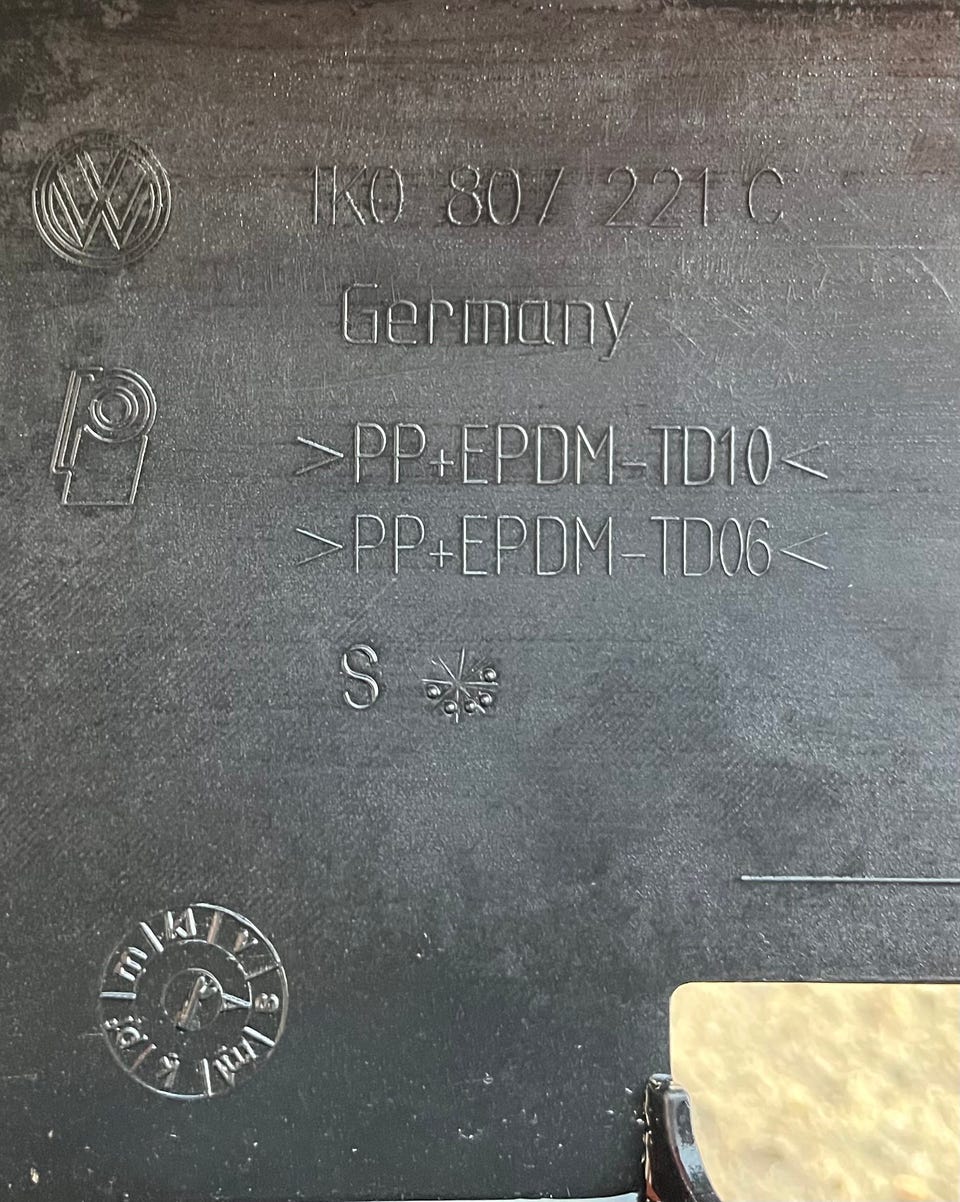 1K0 807 221 C
Germany
>PP+EPDM-TD10<
>PP+EPDM-TD06<
S